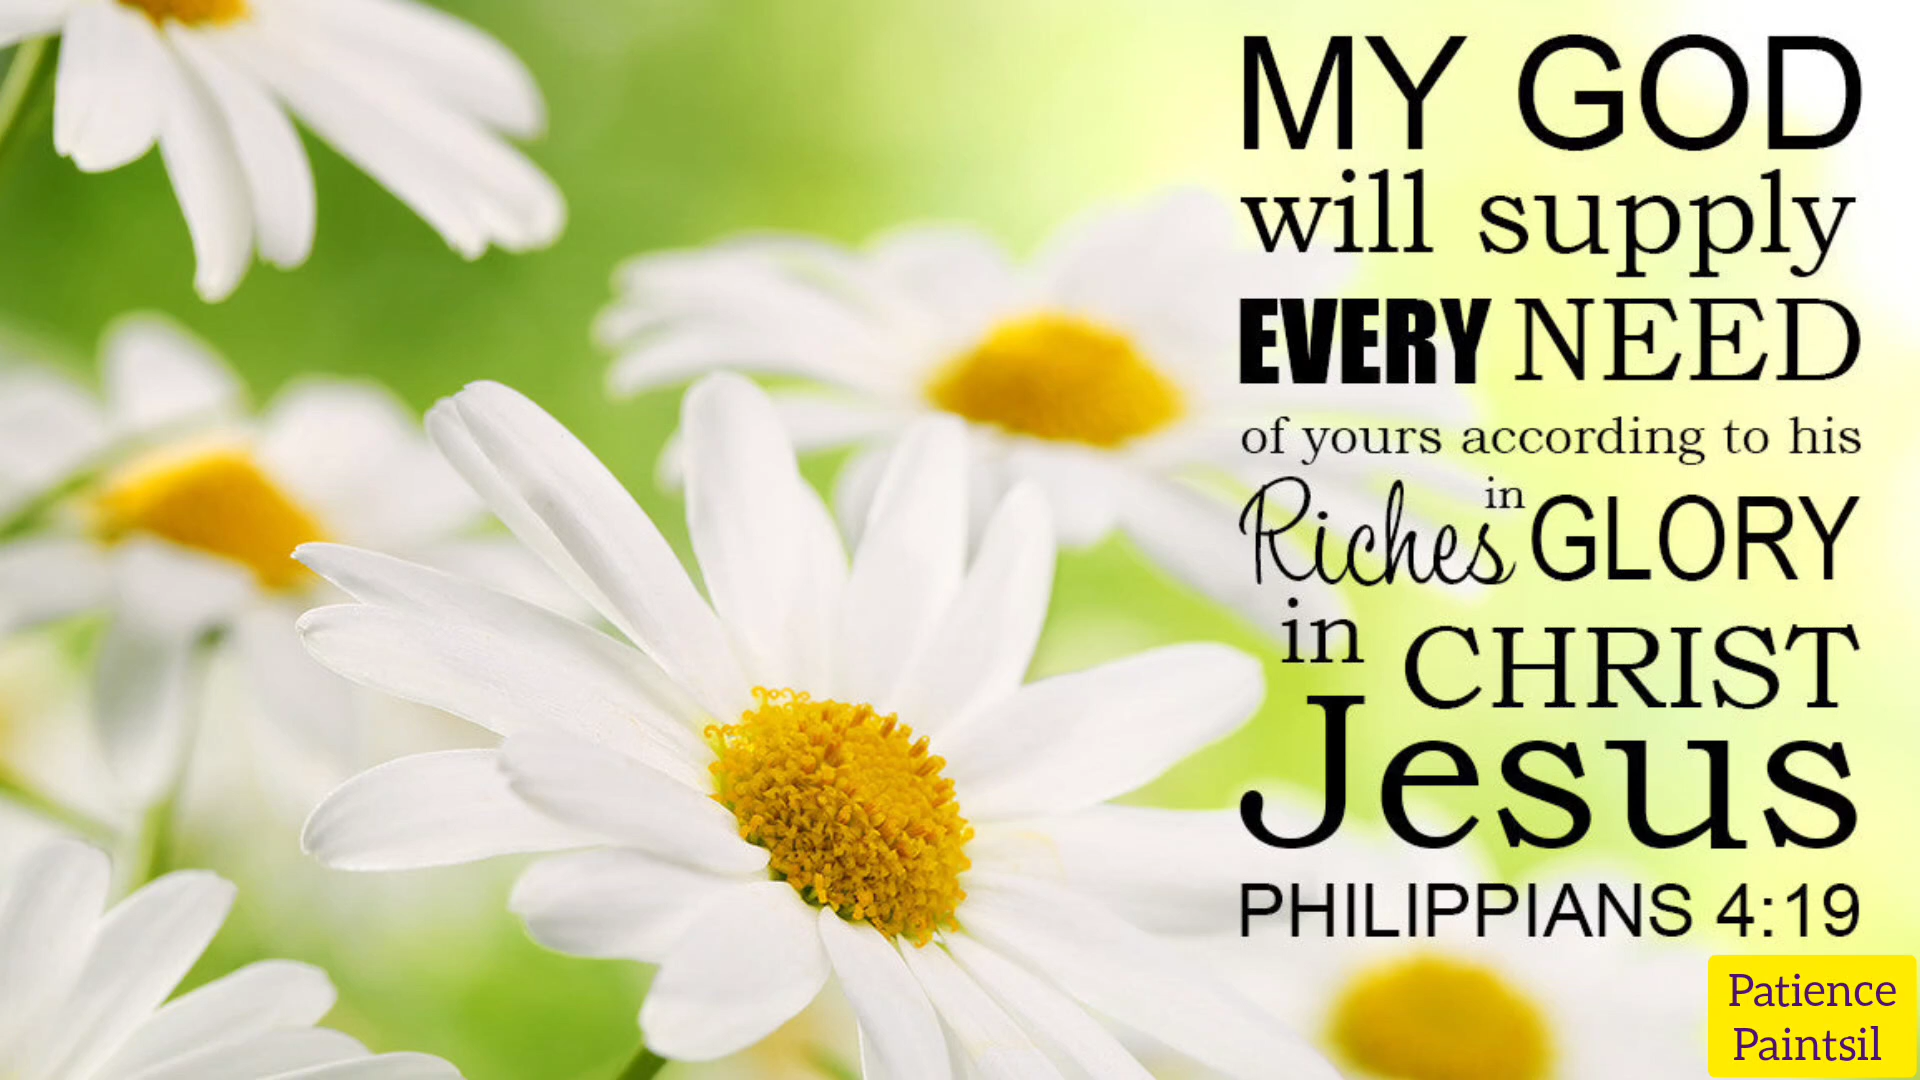 MY GOD
will supply
EVERY NEED
of yours according to his
Riches in GLORY
in CHRIST
Jesus
PHILIPPIANS 4:19
Patience
Paintsil